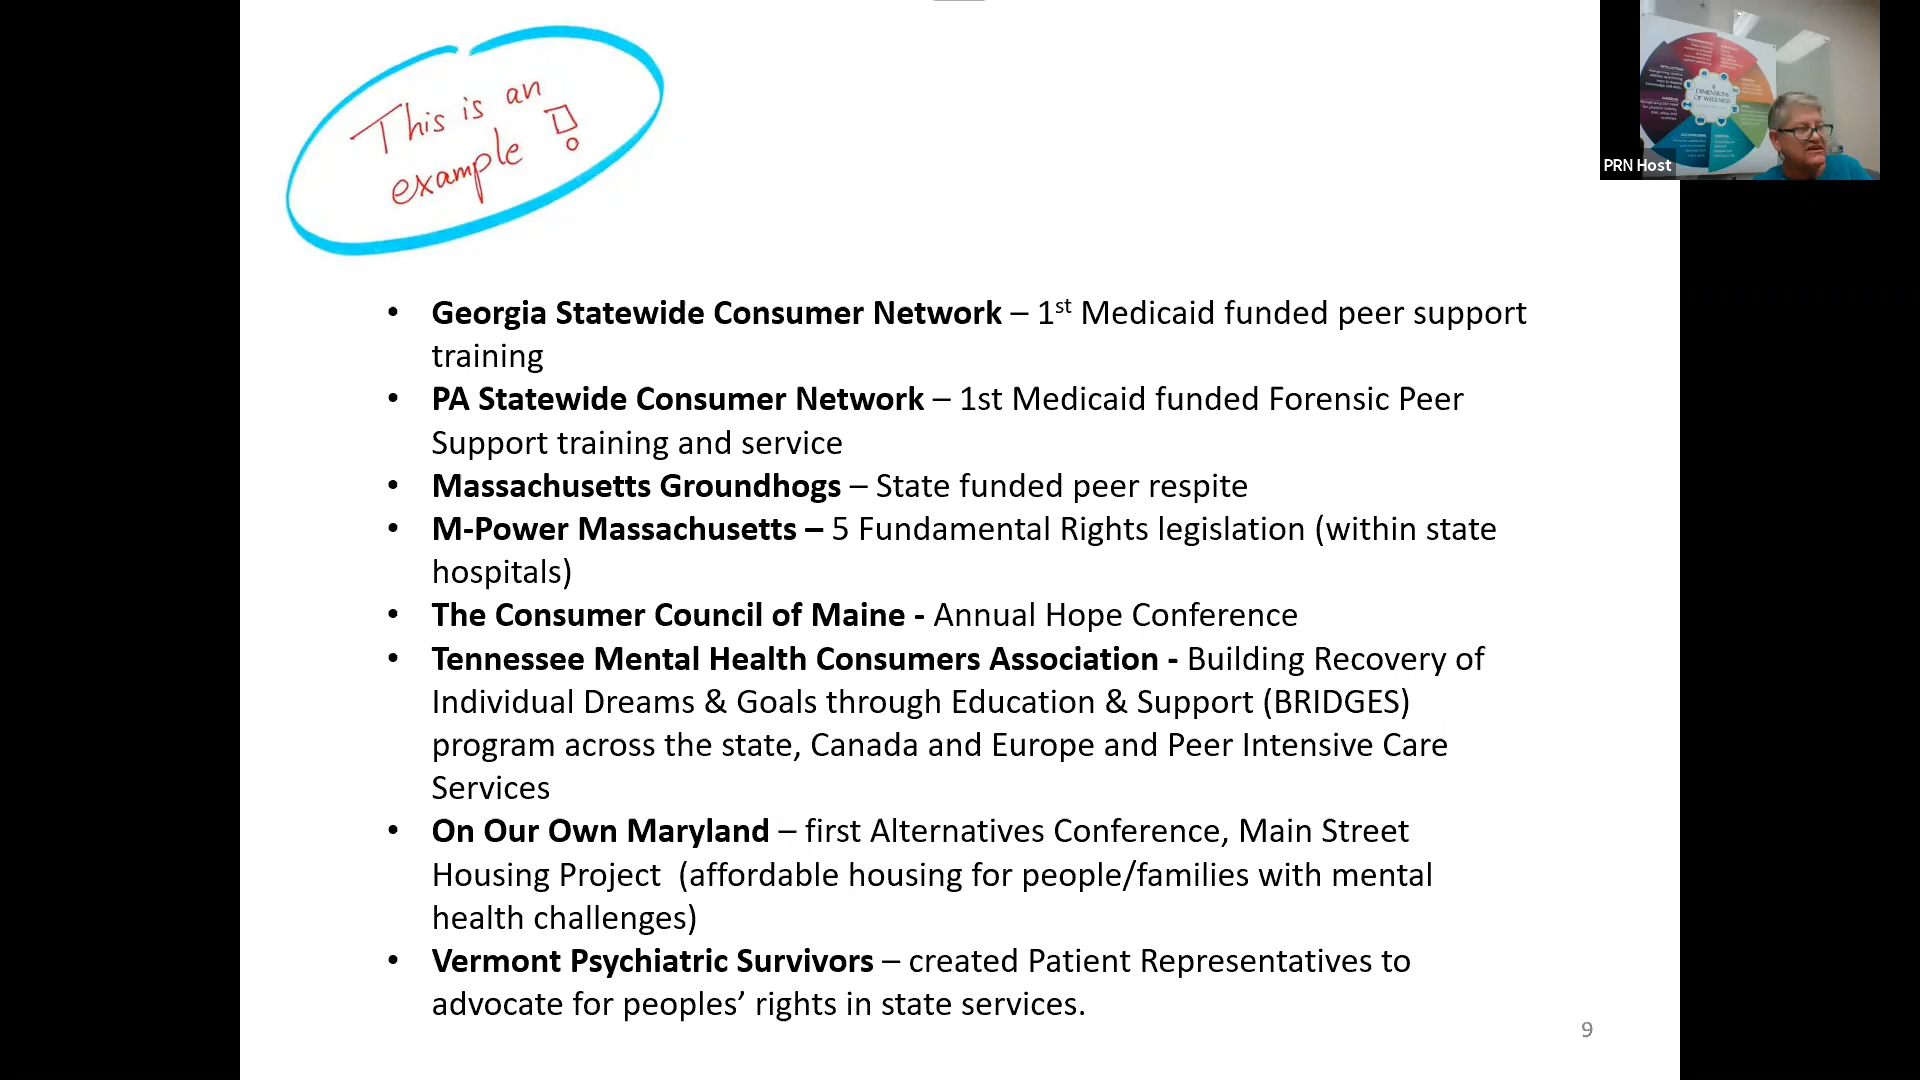 This is an
example !
• Georgia Statewide Consumer Network – 1st Medicaid funded peer support
training
• PA Statewide Consumer Network – 1st Medicaid funded Forensic Peer
Support training and service
• Massachusetts Groundhogs – State funded peer respite
• M-Power Massachusetts – 5 Fundamental Rights legislation (within state
hospitals)
• The Consumer Council of Maine - Annual Hope Conference
• Tennessee Mental Health Consumers Association - Building Recovery of
Individual Dreams & Goals through Education & Support (BRIDGES)
program across the state, Canada and Europe and Peer Intensive Care
Services
• On Our Own Maryland – first Alternatives Conference, Main Street
Housing Project (affordable housing for people/families with mental
health challenges)
• Vermont Psychiatric Survivors – created Patient Representatives to
advocate for peoples’ rights in state services.
9
DIMENSIONS
OF WELLNESS
PRN Host